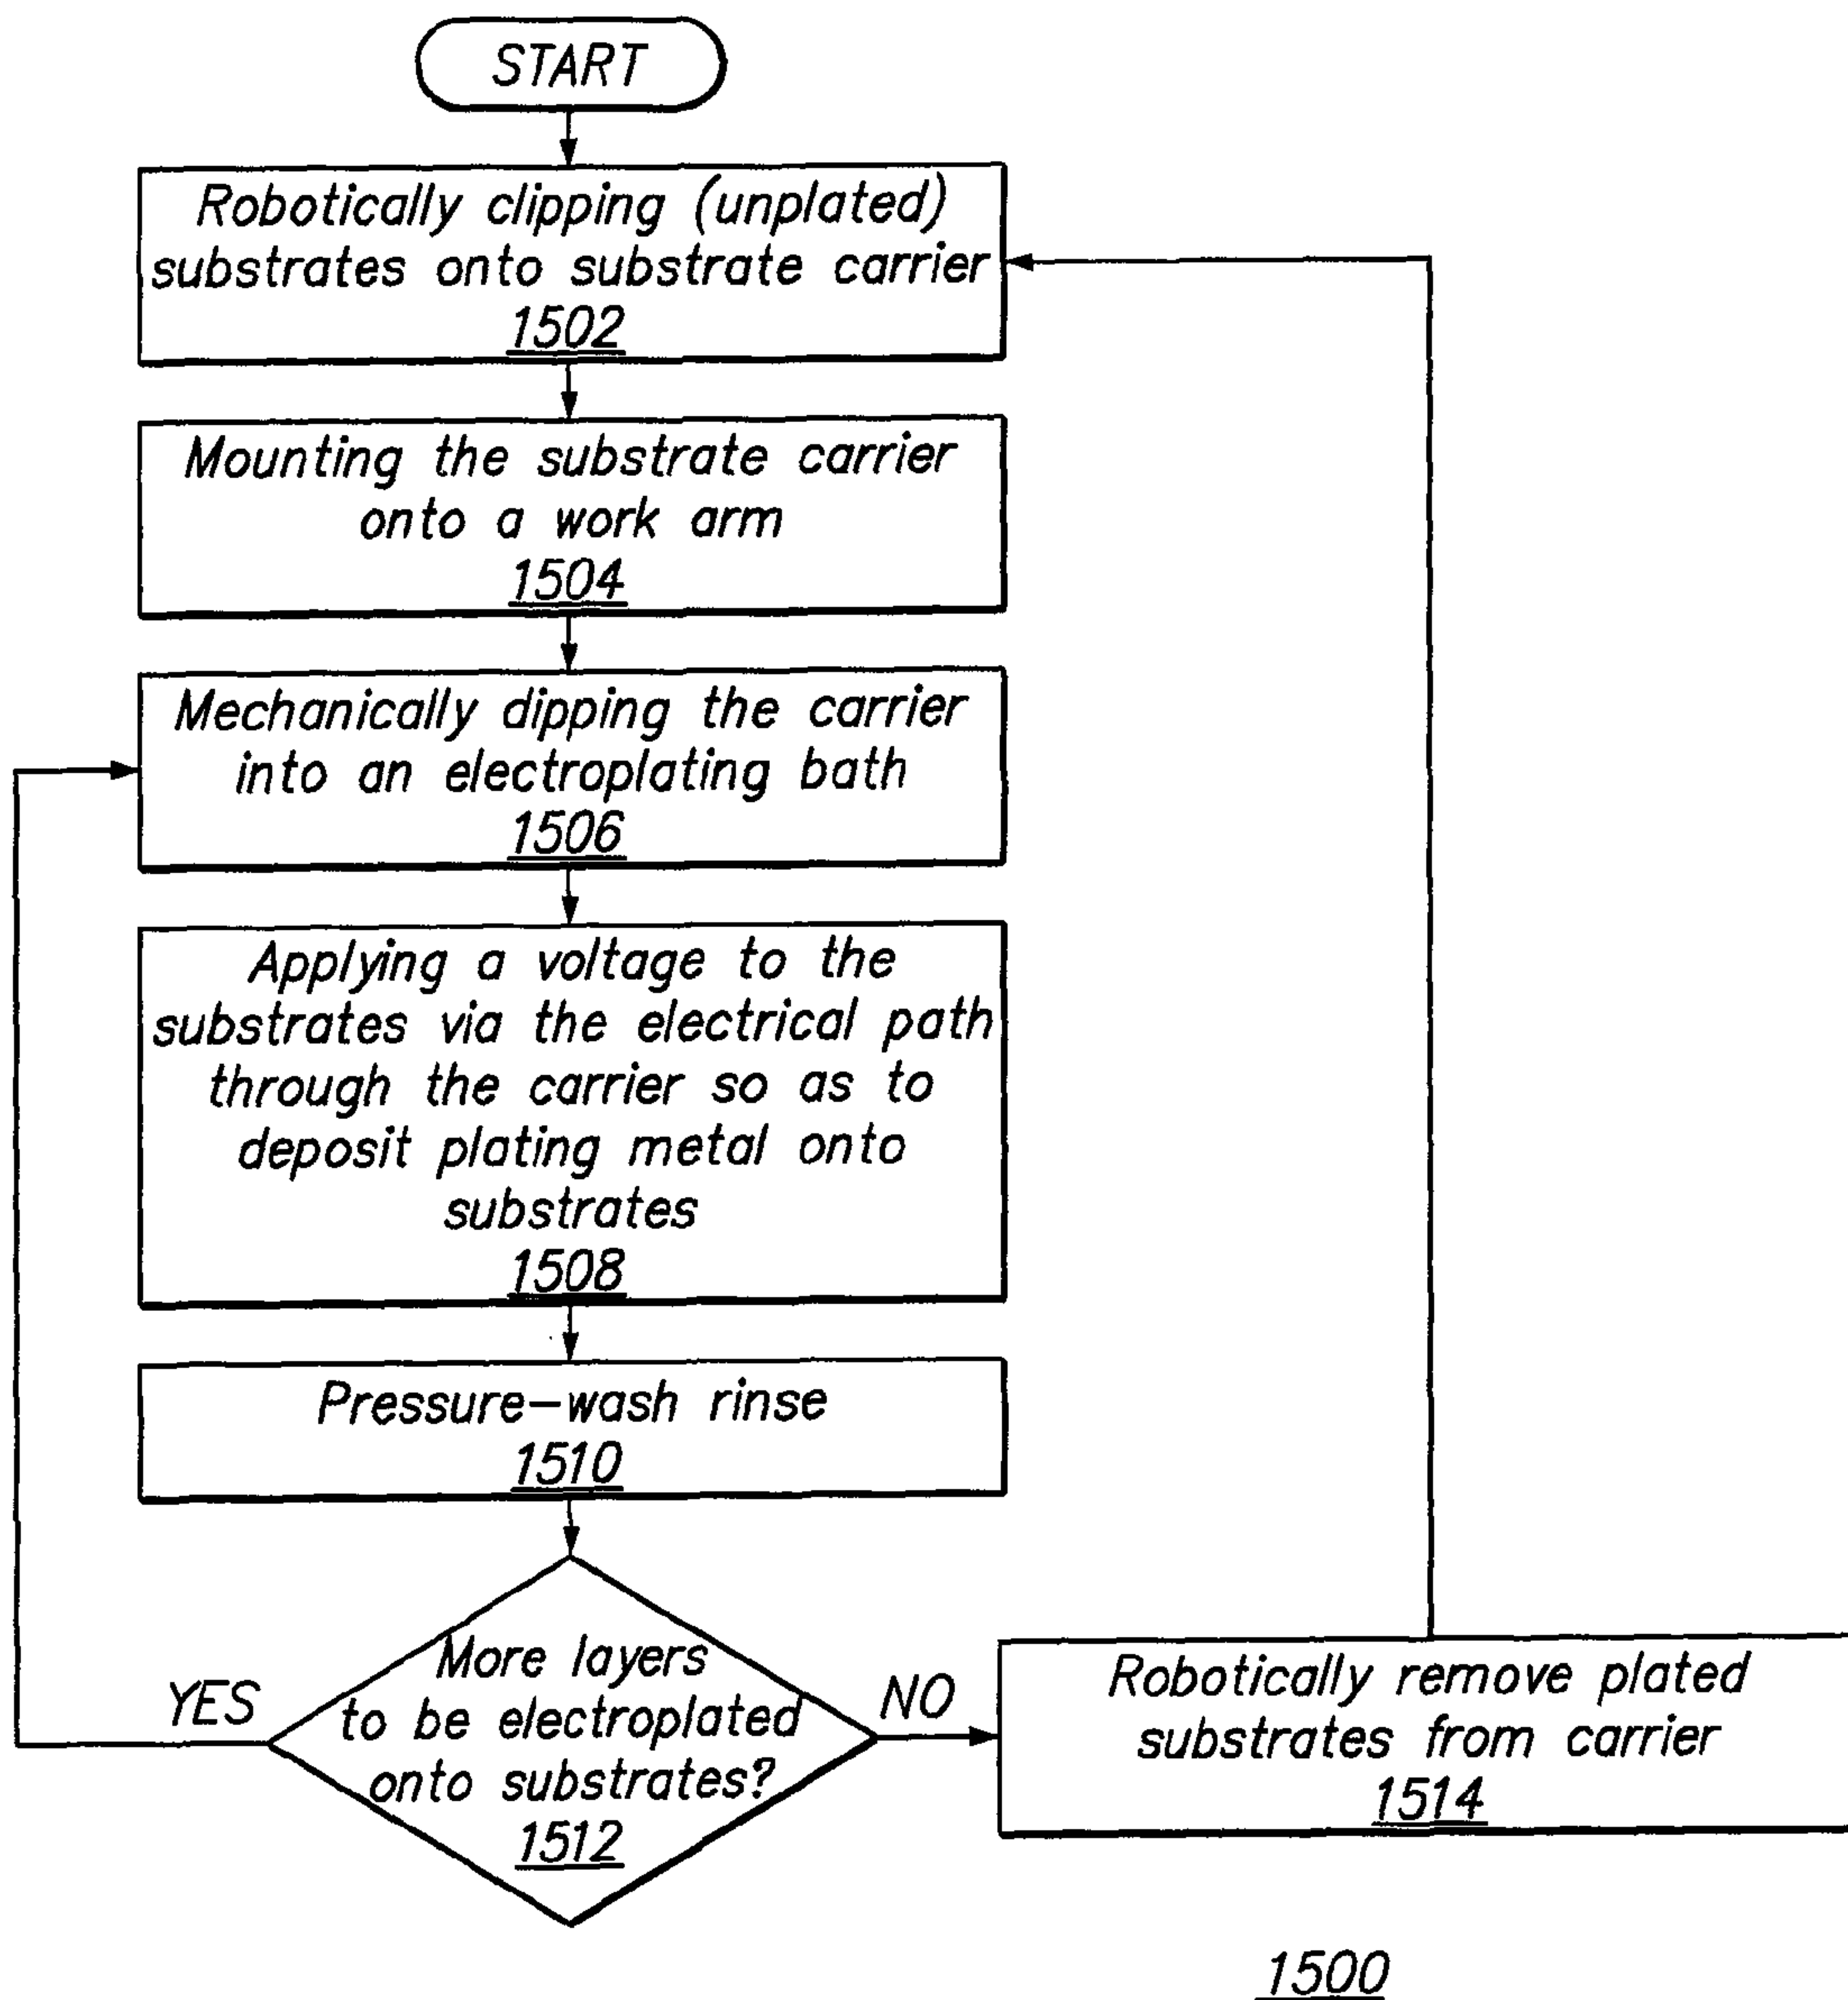 START
Robotically clipping (unplated)
substrates onto substrate carrier
1502
Mounting the substrate carrier
onto a work arm
1504
Mechanically dipping the carrier
into an electroplating bath
1506
Applying a voltage to the
substrates via the electrical path
through the carrier so as to
deposit plating metal onto
substrates
1508
Pressure-wash rinse
1510
More layers
to be electroplated
onto substrates?
1512
YES
NO
Robotically remove plated
substrates from carrier
1514
1500